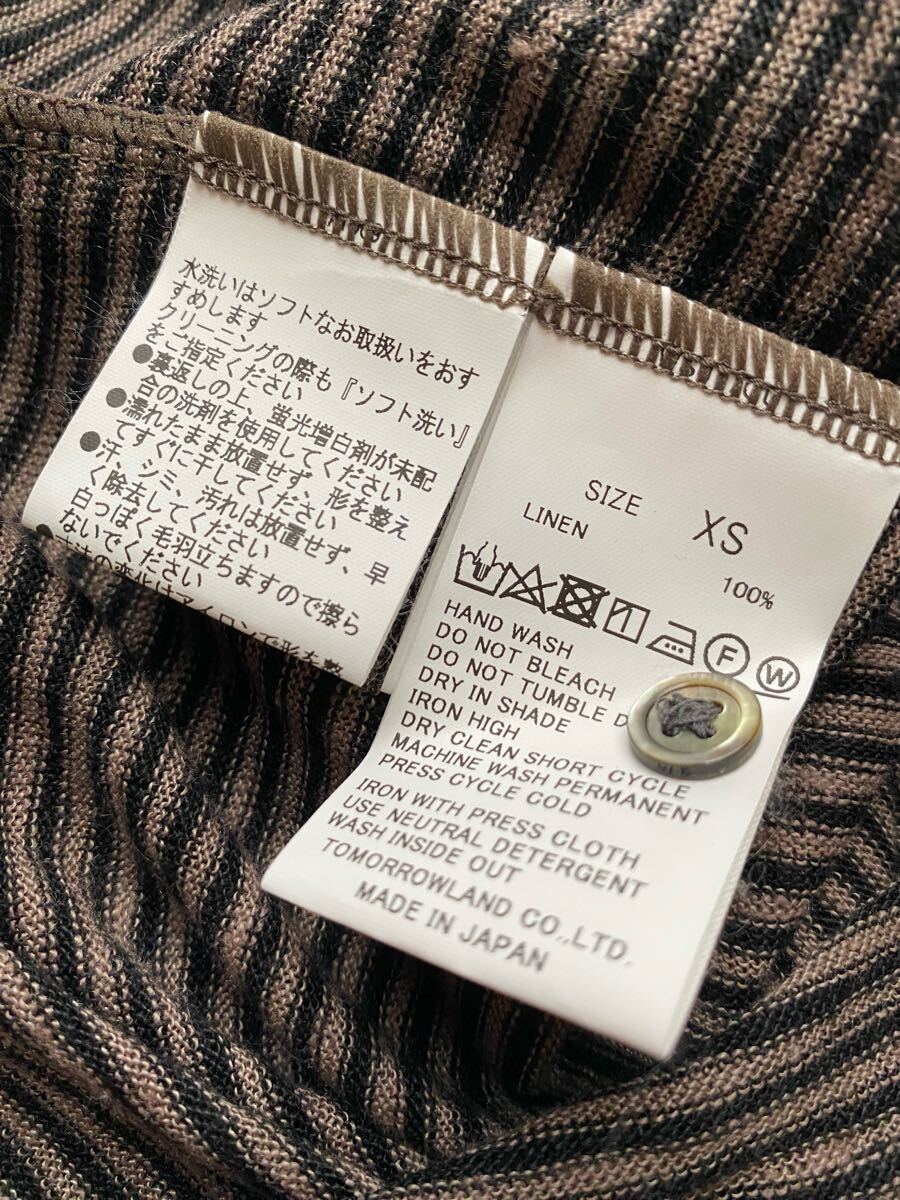 水洗いはソフトなお取扱いをおす
すめします
クリーニングの際も『ソフト洗い』
をご指定ください
●裏返しの上、蛍光増白剤が未配
合の洗剤を使用してください
●濡れたまま放置せず、形を整え
てすぐに干してください
●汗、シミ、汚れは放置せず、早
く除去してください
白っぽく毛羽立ちますので擦ら
ないでください
SIZE XS
LINEN 100%
F W
HAND WASH
DO NOT BLEACH
DO NOT TUMBLE D
DRY IN SHADE
IRON HIGH
DRY CLEAN SHORT CYCLE
MACHINE WASH PERMANENT
PRESS CYCLE COLD
IRON WITH PRESS CLOTH
USE NEUTRAL DETERGENT
WASH INSIDE OUT
TOMORROWLAND CO.,LTD.
MADE IN JAPAN